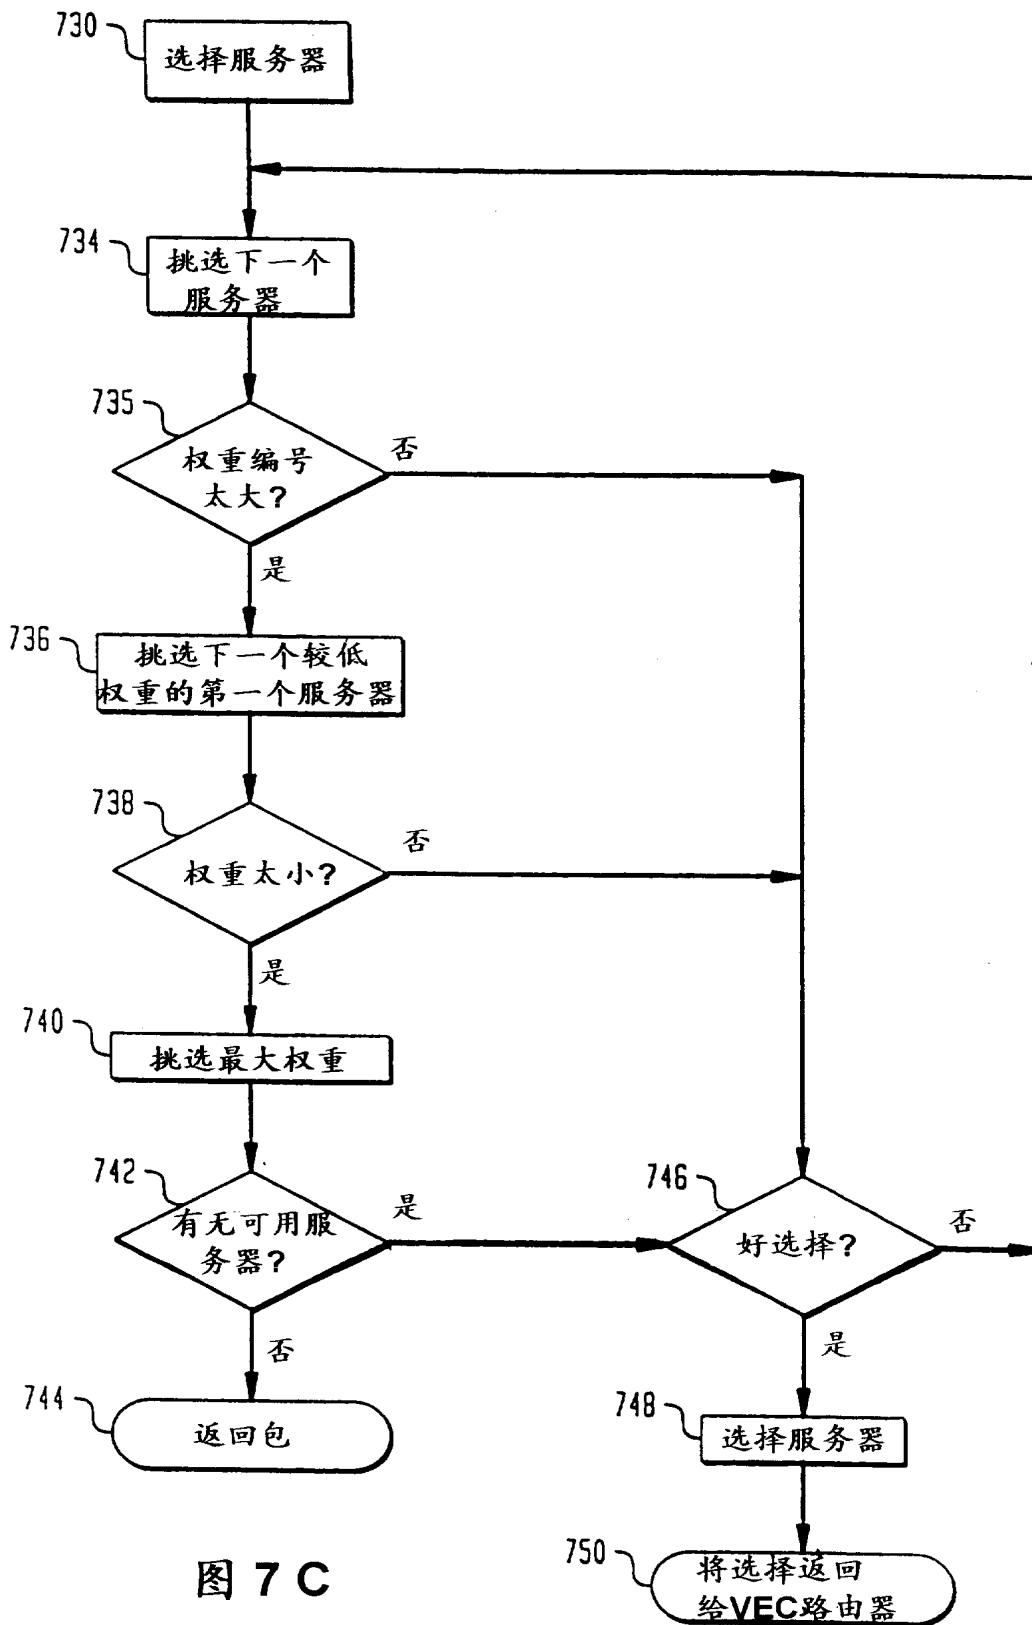 730
选择服务器
734
挑选下一个
服务器
735
权重编号
太大?
否
是
736
挑选下一个较低
权重的第一个服务器
738
权重太小?
否
是
740
挑选最大权重
742
有无可用服
务器?
是
否
744
返回包
746
好选择?
否
是
748
选择服务器
750
将选择返回
给VEC路由器
图 7 C